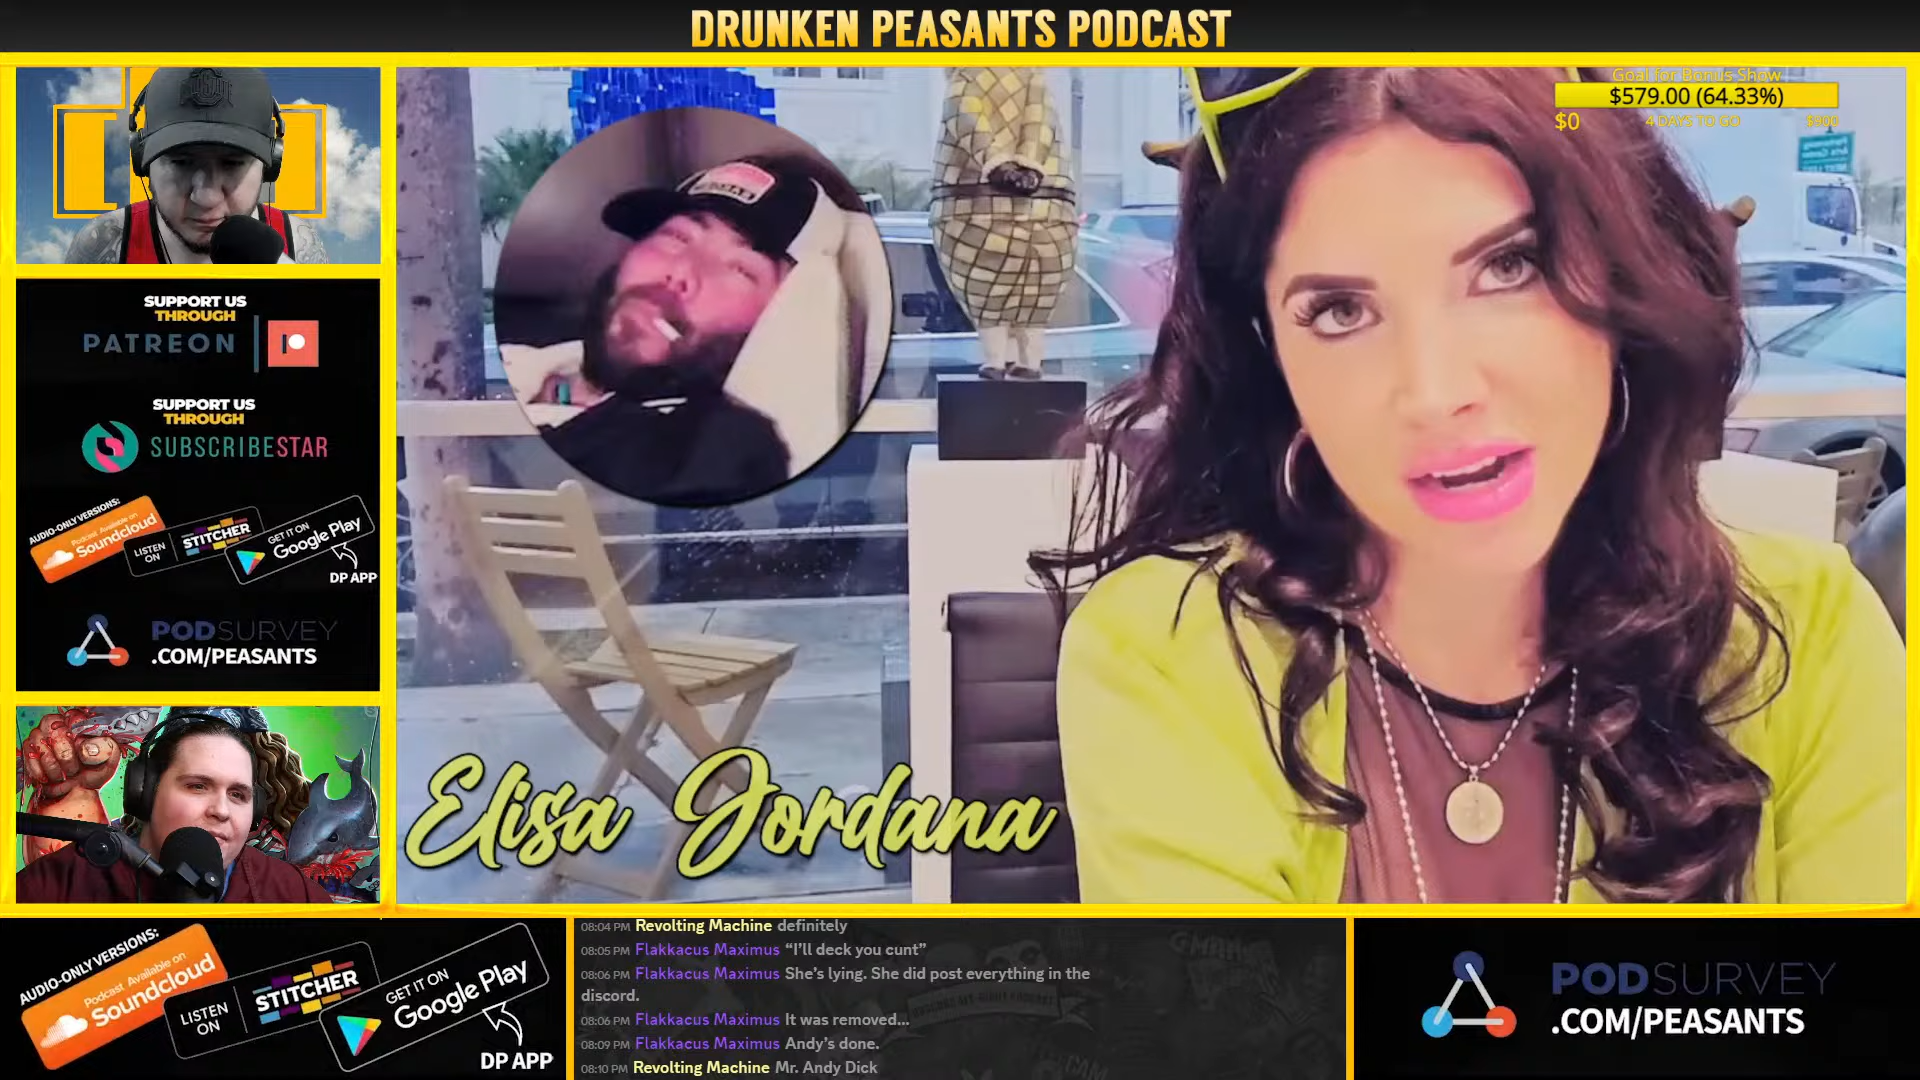 DRUNKEN PEASANTS PODCAST
Goal for Bonus Show
$579.00 (64.33%)
$0
4 DAYS TO GO
$900
SUPPORT US
THROUGH
PATREON
SUPPORT US
THROUGH
SUBSCRIBESTAR
AUDIO-ONLY VERSIONS:
Podcast Available on
Soundcloud
LISTEN
ON
STITCHER
GET IT ON
Google Play
DP APP
PODSURVEY
.COM/PEASANTS
Elisa Jordana
AUDIO-ONLY VERSIONS:
Podcast Available on
Soundcloud
LISTEN
ON
STITCHER
GET IT ON
Google Play
DP APP
08:04 PM Revolting Machine definitely
08:05 PM Flakkacus Maximus “I’ll deck you cunt”
08:06 PM Flakkacus Maximus She’s lying. She did post everything in the
discord.
08:06 PM Flakkacus Maximus It was removed...
08:09 PM Flakkacus Maximus Andy’s done.
08:10 PM Revolting Machine Mr. Andy Dick
PODSURVEY
.COM/PEASANTS